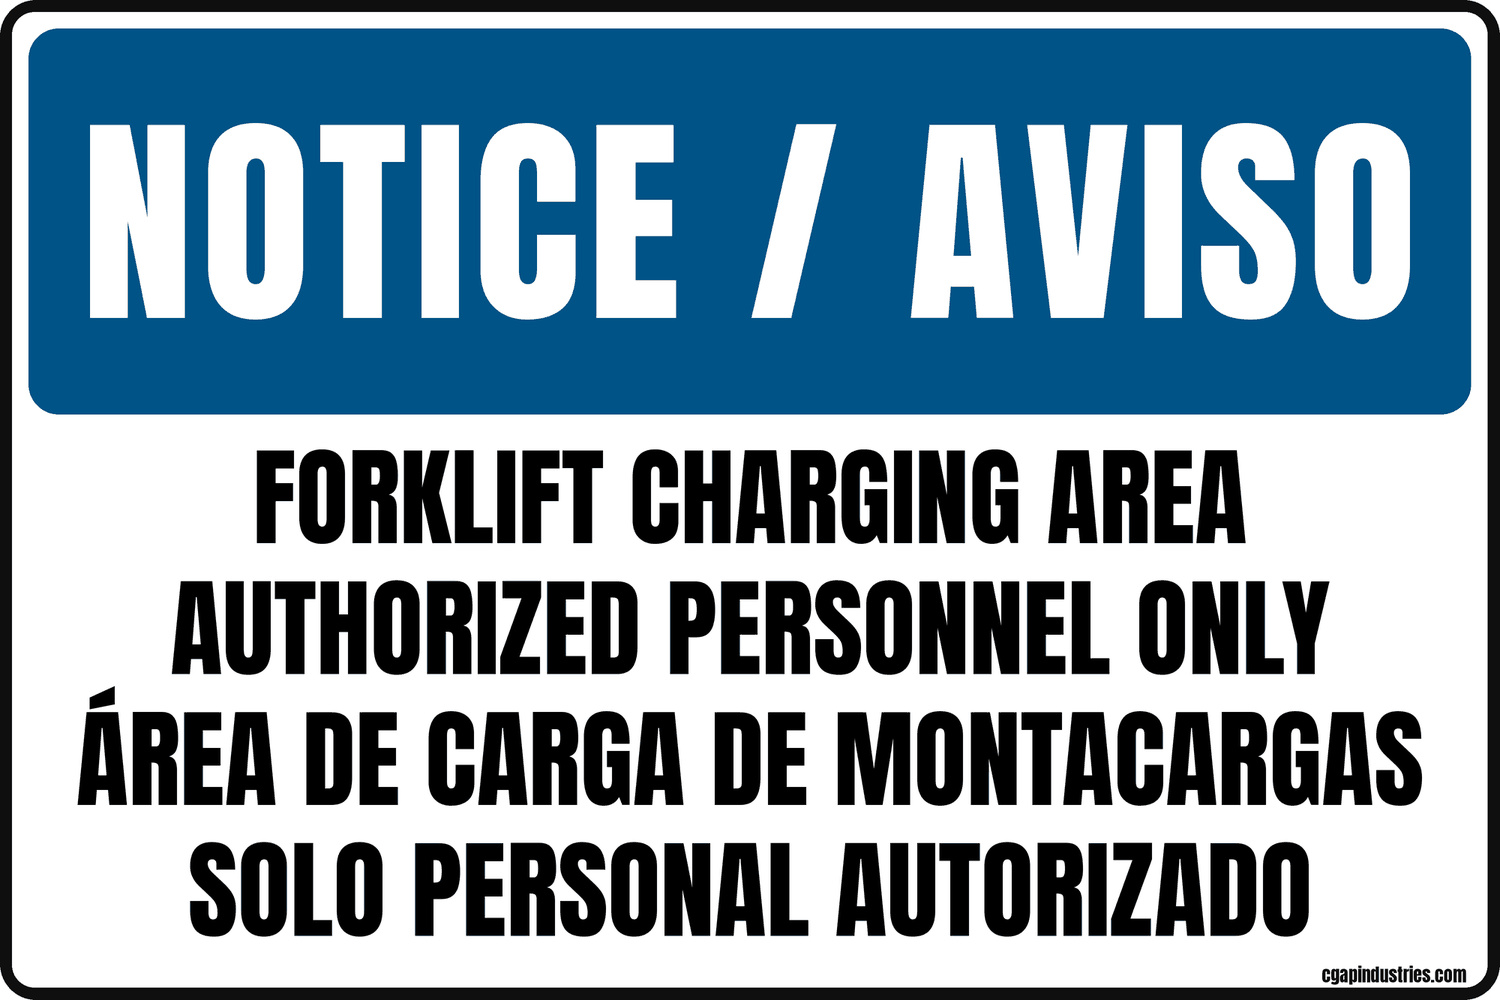 NOTICE / AVISO
FORKLIFT CHARGING AREA
AUTHORIZED PERSONNEL ONLY
ÁREA DE CARGA DE MONTACARGAS
SOLO PERSONAL AUTORIZADO
cgapindustries.com